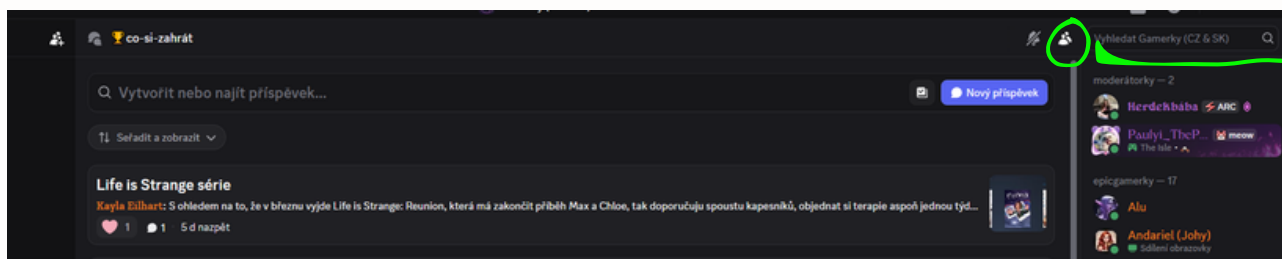 co-si-zahrát
Vyhledat Gamerky (CZ & SK)
Vytvořit nebo najít příspěvek...
Nový příspěvek
Seřadit a zobrazit
Life is Strange série
Kayla Eilhart: S ohledem na to, že v březnu vyjde Life is Strange: Reunion, která má zakončit příběh Max a Chloe, tak doporučuju spoustu kapesníků, objednat si terapie aspoň jednou týd...
1 1 5 d nazpět
moderátorky — 2
Herdekbába ARC
Paulyi_TheP... meow
The Isle •
epicgamerky — 17
Alu
Andariel (Johy)
Sdílení obrazovky